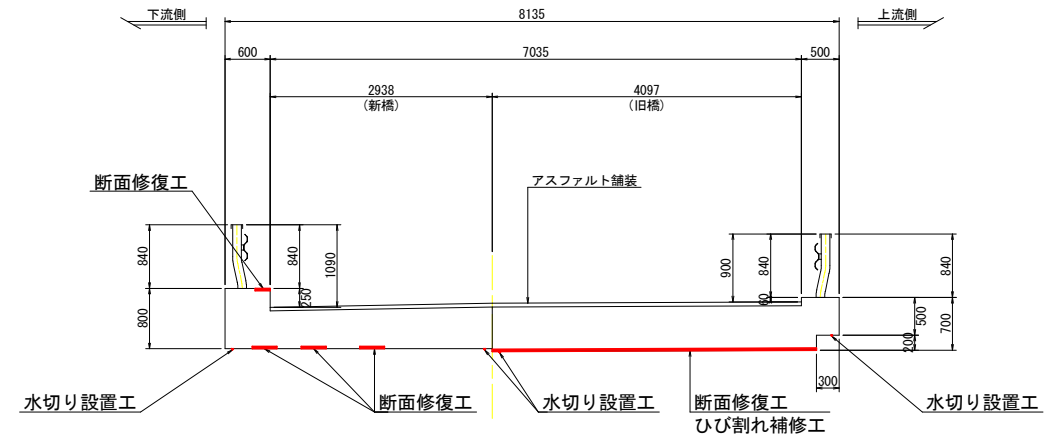 下流側
8135
上流側
600
7035
500
2938
(新橋)
4097
(旧橋)
断面修復工
アスファルト舗装
840
840
1090
250
800
900
840
60
840
500
700
200
300
水切り設置工
断面修復工
水切り設置工
断面修復工
ひび割れ補修工
水切り設置工